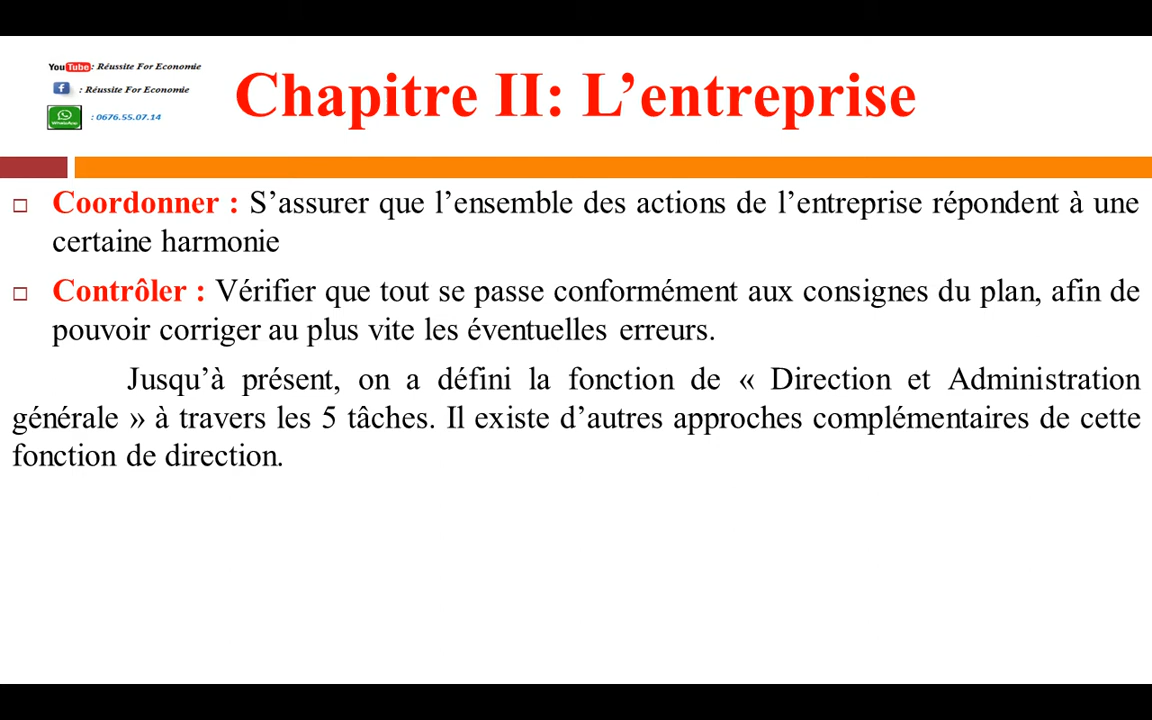 YouTube : Réussite For Economie
: Réussite For Economie
WhatsApp : 0676.55.07.14
Chapitre II: L’entreprise
Coordonner : S’assurer que l’ensemble des actions de l’entreprise répondent à une
certaine harmonie
Contrôler : Vérifier que tout se passe conformément aux consignes du plan, afin de
pouvoir corriger au plus vite les éventuelles erreurs.
Jusqu’à présent, on a défini la fonction de « Direction et Administration
générale » à travers les 5 tâches. Il existe d’autres approches complémentaires de cette
fonction de direction.